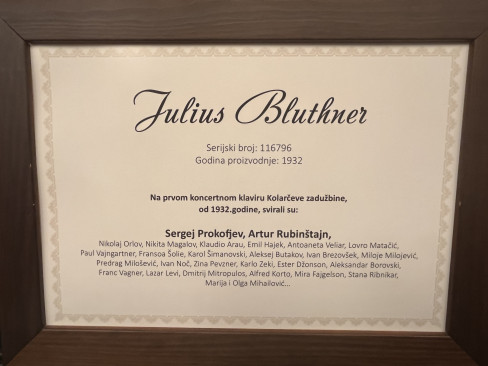 Julius Bluthner
Serijski broj: 116796
Godina proizvodnje: 1932
Na prvom koncertnom klaviru Kolarčeve zadužbine,
od 1932.godine, svirali su:
Sergej Prokofjev, Artur Rubinštajn,
Nikolaj Orlov, Nikita Magalov, Klaudio Arau, Emil Hajek, Antoaneta Veliar, Lovro Matačić,
Paul Vajngartner, Fransoa Šolie, Karol Šimanovski, Aleksej Butakov, Ivan Brezovšek, Miloje Milojević,
Predrag Milošević, Ivan Noč, Zina Pevzner, Karlo Zeki, Ester Džonson, Aleksandar Borovski,
Franc Vagner, Lazar Levi, Dmitrij Mitropulos, Alfred Korto, Mira Fajgelson, Stana Ribnikar,
Marija i Olga Mihailović...